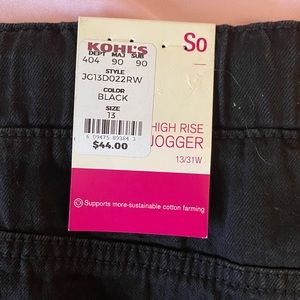 KOHL'S
DEPT MAJ SUB
404 90 90
STYLE
JG13D022RW
COLOR
BLACK
SIZE
13
$44.00
So
HIGH RISE
JOGGER
13/31W
Supports more-sustainable cotton farming